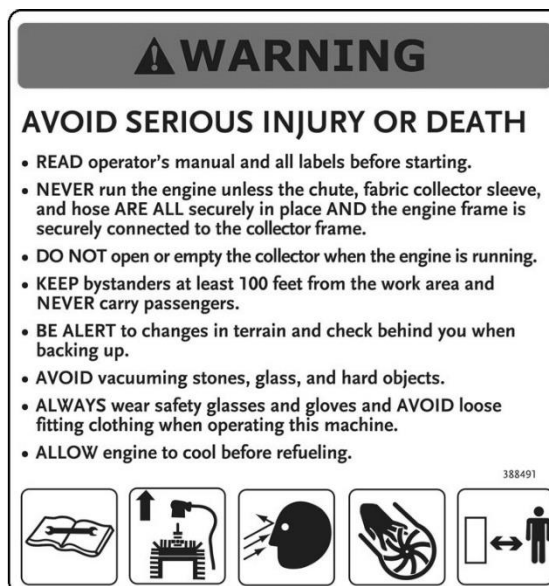 WARNING
AVOID SERIOUS INJURY OR DEATH
• READ operator's manual and all labels before starting.
• NEVER run the engine unless the chute, fabric collector sleeve,
and hose ARE ALL securely in place AND the engine frame is
securely connected to the collector frame.
• DO NOT open or empty the collector when the engine is running.
• KEEP bystanders at least 100 feet from the work area and
NEVER carry passengers.
• BE ALERT to changes in terrain and check behind you when
backing up.
• AVOID vacuuming stones, glass, and hard objects.
• ALWAYS wear safety glasses and gloves and AVOID loose
fitting clothing when operating this machine.
• ALLOW engine to cool before refueling.
388491